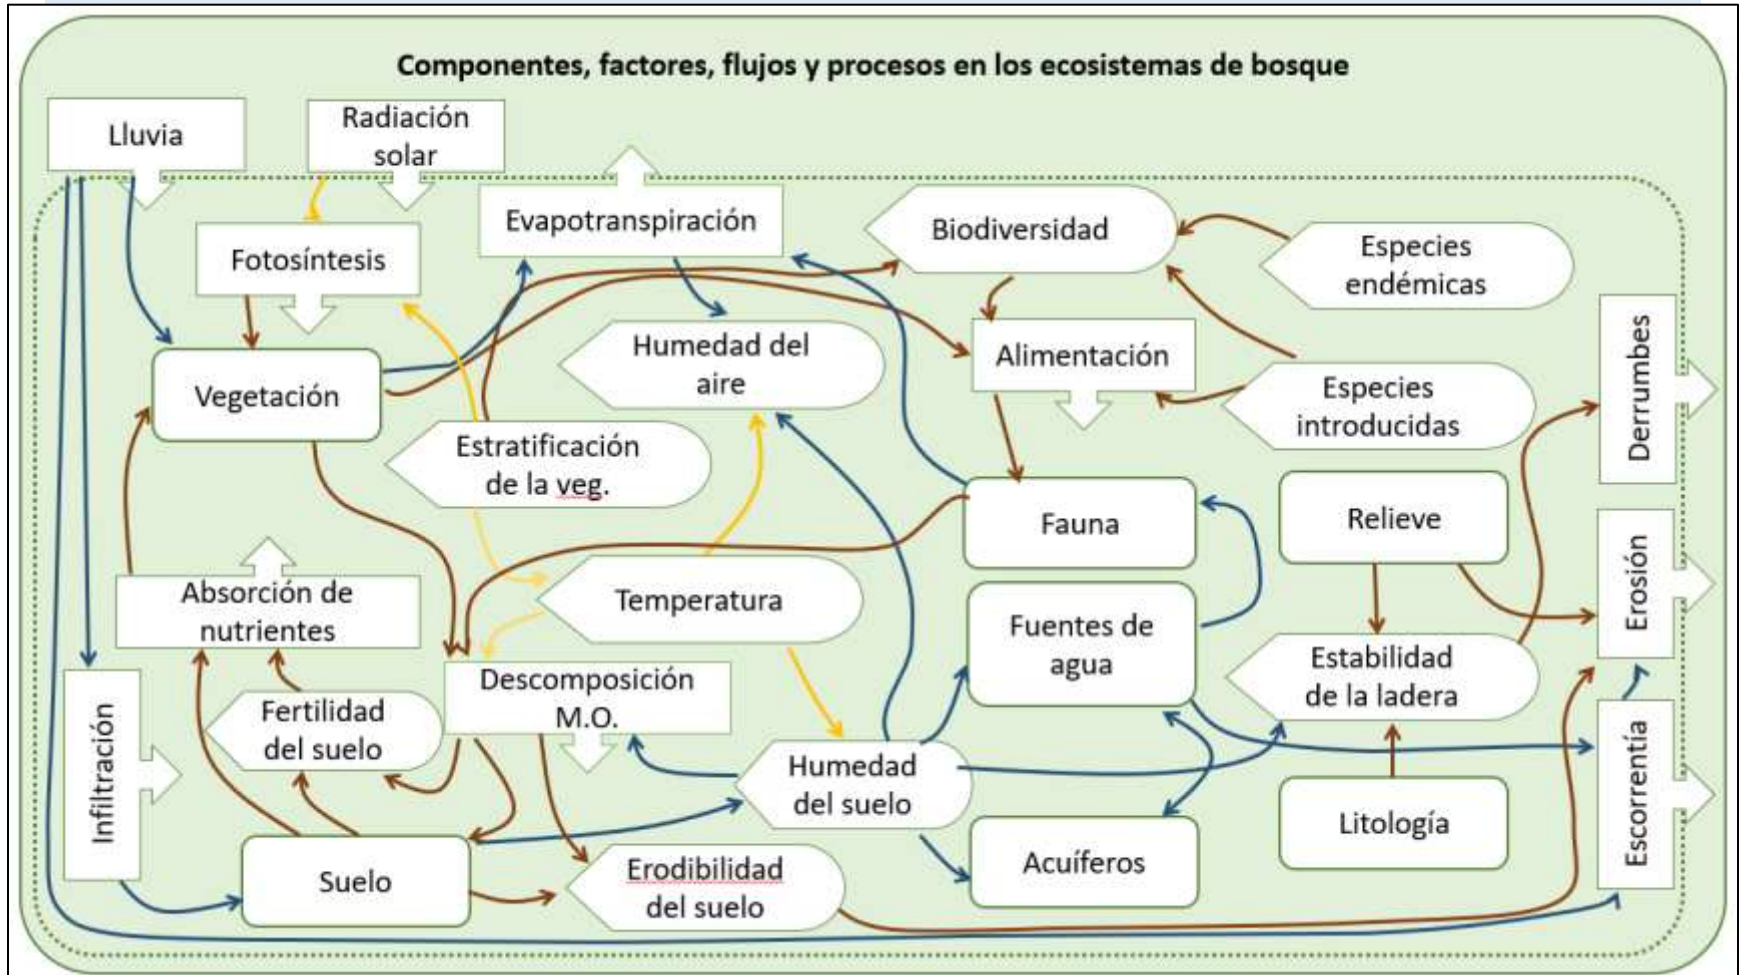 Componentes, factores, flujos y procesos en los ecosistemas de bosque
Lluvia
Radiación
solar
Evapotranspiración
Biodiversidad
Especies
endémicas
Fotosíntesis
Derrumbes
Humedad del
aire
Alimentación
Vegetación
Especies
introducidas
Estratificación
de la veg.
Fauna
Relieve
Erosión
Absorción de
nutrientes
Temperatura
Fuentes de
agua
Estabilidad
de la ladera
Descomposición
M.O.
Fertilidad
del suelo
Infiltración
Humedad
del suelo
Escorrentía
Litología
Acuíferos
Suelo
Erodibilidad
del suelo